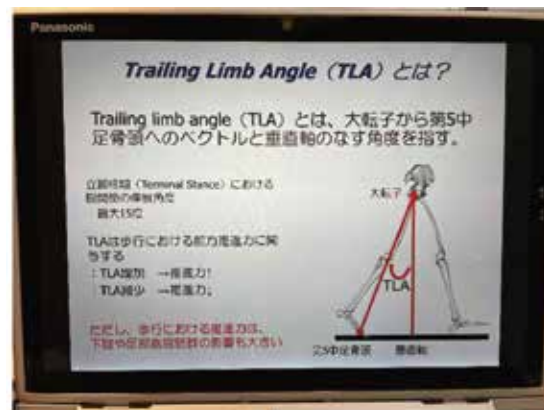 Panasonic
Trailing Limb Angle（TLA）とは？
Trailing limb angle（TLA）とは、大転子から第5中
足骨頭へのベクトルと垂直軸のなす角度を指す。
立脚終期（Terminal Stance）における
股関節の伸展角度
最大15位
TLAは歩行における前方推進力に関
与する
：TLA増加 →推進力↑
：TLA減少 →推進力↓
ただし、歩行における推進力は、
下腿や足部
の影響も大きい
大転子
TLA
第5中足骨頭
垂直軸